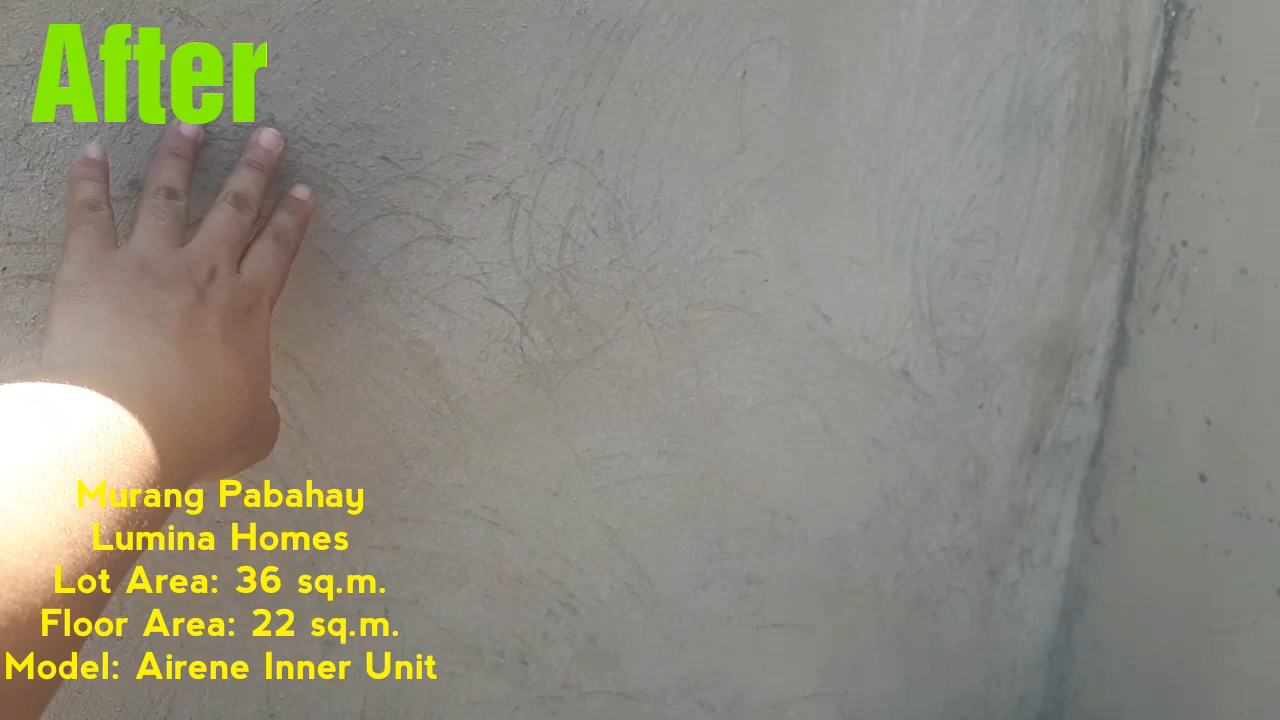 After
Murang Pabahay
Lumina Homes
Lot Area: 36 sq.m.
Floor Area: 22 sq.m.
Model: Airene Inner Unit